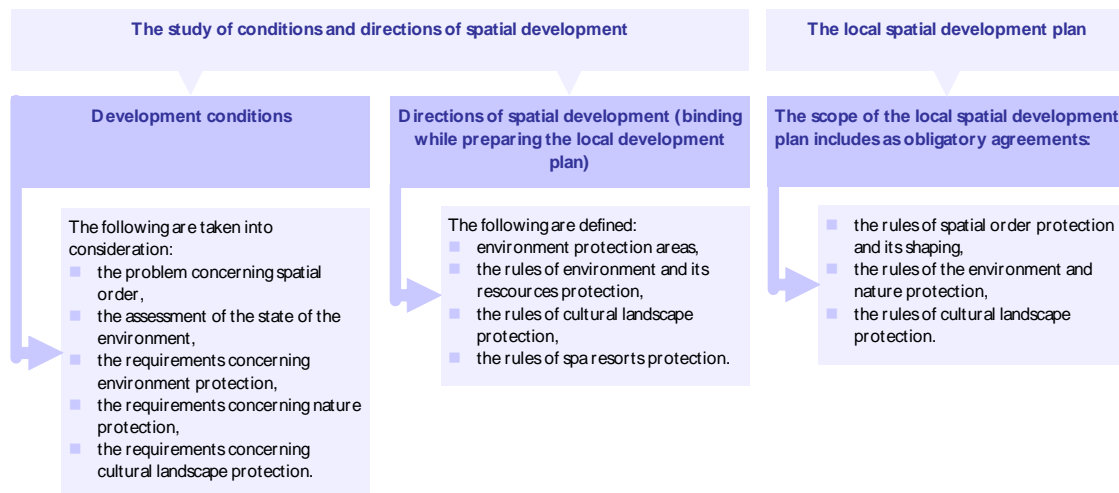 The study of conditions and directions of spatial development
The local spatial development plan
Development conditions
Directions of spatial development (binding
while preparing the local development
plan)
The scope of the local spatial development
plan includes as obligatory agreements:
The following are taken into
consideration:
the problem concerning spatial
order,
the assessment of the state of the
environment,
the requirements concerning
environment protection,
the requirements concerning nature
protection,
the requirements concerning
cultural landscape protection.
The following are defined:
environment protection areas,
the rules of environment and its
rescources protection,
the rules of cultural landscape
protection,
the rules of spa resorts protection.
the rules of spatial order protection
and its shaping,
the rules of the environment and
nature protection,
the rules of cultural landscape
protection.